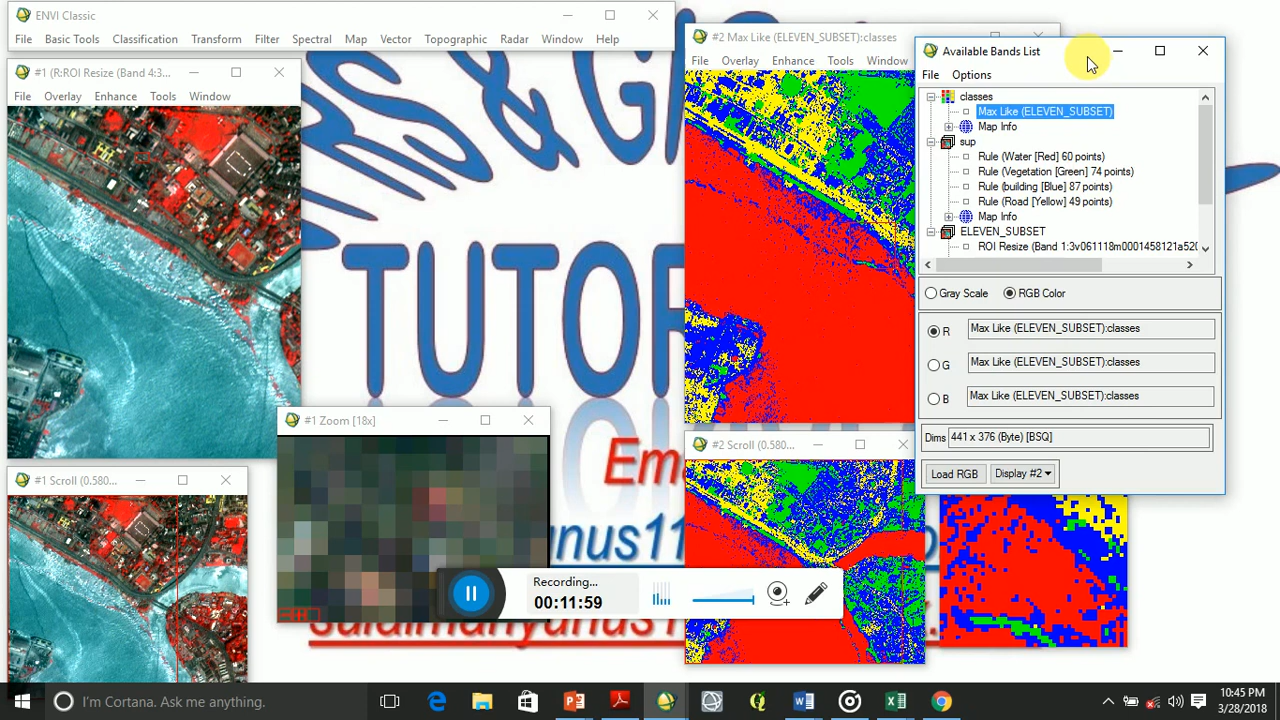 ENVI Classic
File Basic Tools Classification Transform Filter Spectral Map Vector Topographic Radar Window Help
#1 (R:ROI Resize (Band 4:3...
File Overlay Enhance Tools Window
#2 Max Like (ELEVEN_SUBSET):classes
File Overlay Enhance Tools Window
Available Bands List
File Options
classes
Max Like (ELEVEN_SUBSET)
Map Info
sup
Rule (Water [Red] 60 points)
Rule (Vegetation [Green] 74 points)
Rule (building [Blue] 87 points)
Rule (Road [Yellow] 49 points)
Map Info
ELEVEN_SUBSET
ROI Resize (Band 1:3v061118m0001458121a520
Gray Scale RGB Color
R Max Like (ELEVEN_SUBSET):classes
G Max Like (ELEVEN_SUBSET):classes
B Max Like (ELEVEN_SUBSET):classes
Dims 441 x 376 (Byte) [BSQ]
Load RGB Display #2
#1 Zoom [18x]
#2 Scroll (0.580...
#1 Scroll (0.580...
S & G
TUTOR
Em
Recording...
00:11:59
I'm Cortana. Ask me anything.
10:45 PM
3/28/2018